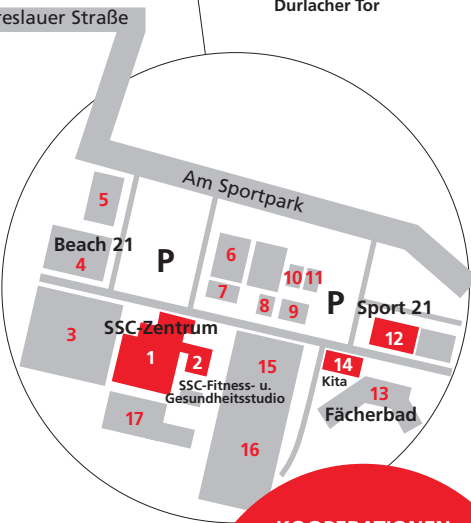 Durlacher Tor
reslauer Straße
Am Sportpark
5
Beach 21
4
P
6
7
10 11
8
9
P
Sport 21
12
3
SSC-Zentrum
1
2
SSC-Fitness- u.
Gesundheitsstudio
15
14
Kita
13
Fächerbad
17
16
KOOPERATIONEN